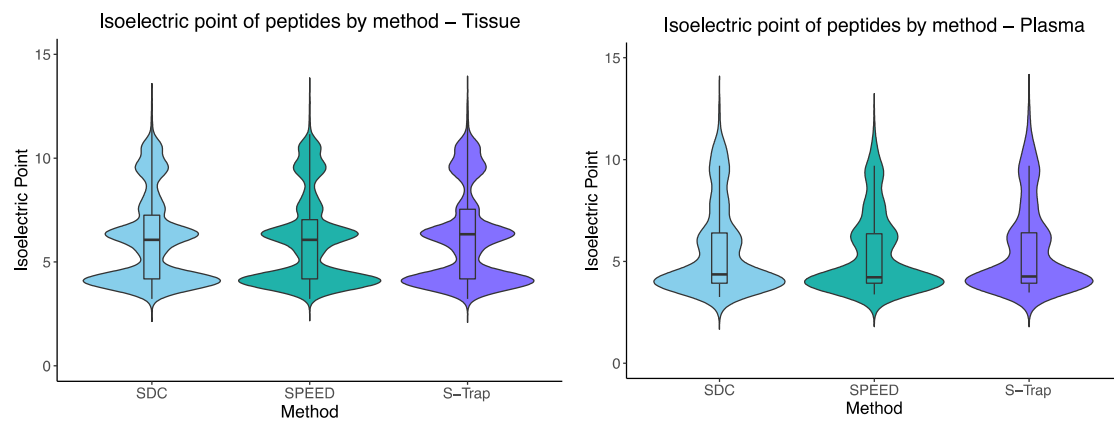 Isoelectric point of peptides by method – Tissue
15
10
5
0
Isoelectric Point
SDC SPEED S−Trap
Method
Isoelectric point of peptides by method – Plasma
15
10
5
0
Isoelectric Point
SDC SPEED S−Trap
Method